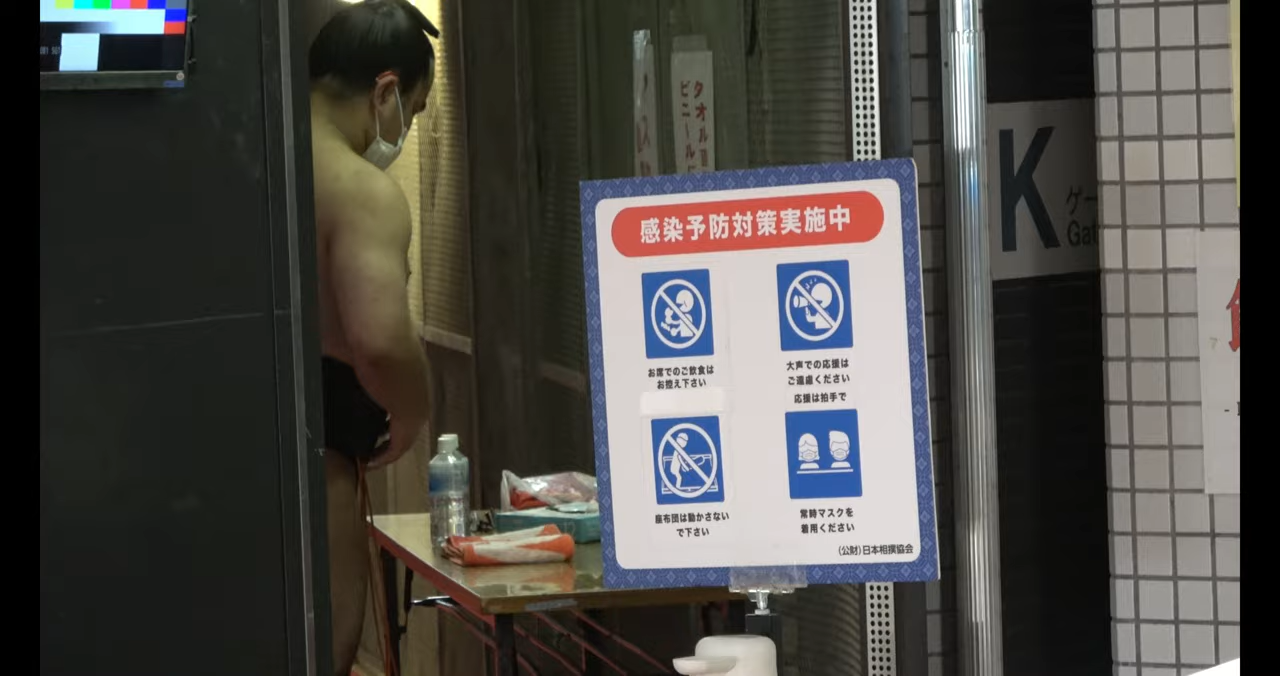 タオル
ビニール
感染予防対策実施中
お席でのご飲食は
お控え下さい
大声での応援は
ご遠慮ください
応援は拍手で
座布団は動かさない
で下さい
常時マスクを
着用ください
(公財)日本相撲協会
K
ゲー
Gat